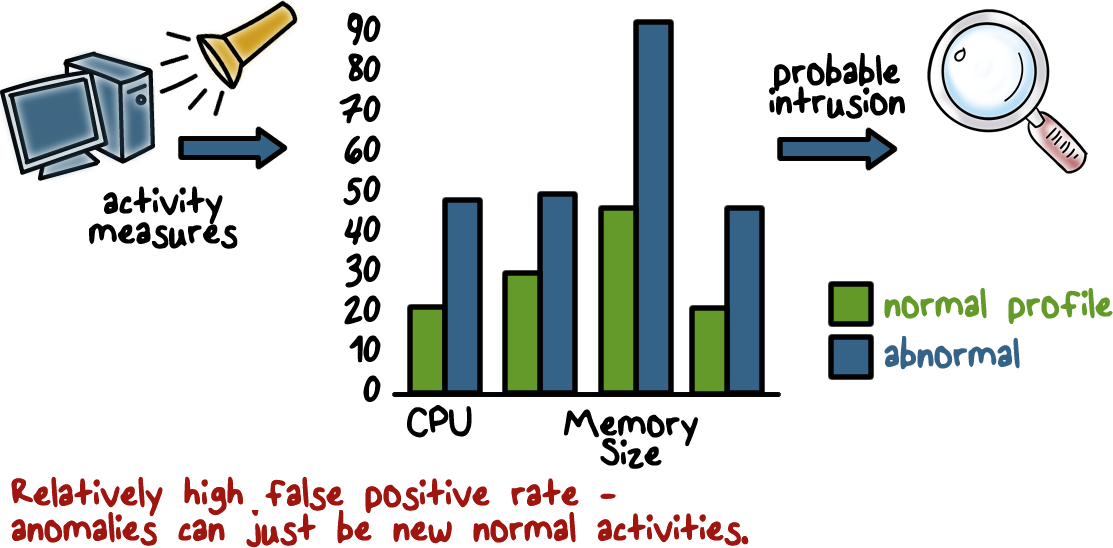 activity
measures
90
80
70
60
50
40
30
20
10
0
CPU
Memory
Size
probable
intrusion
normal profile
abnormal
Relatively high false positive rate -
anomalies can just be new normal activities.